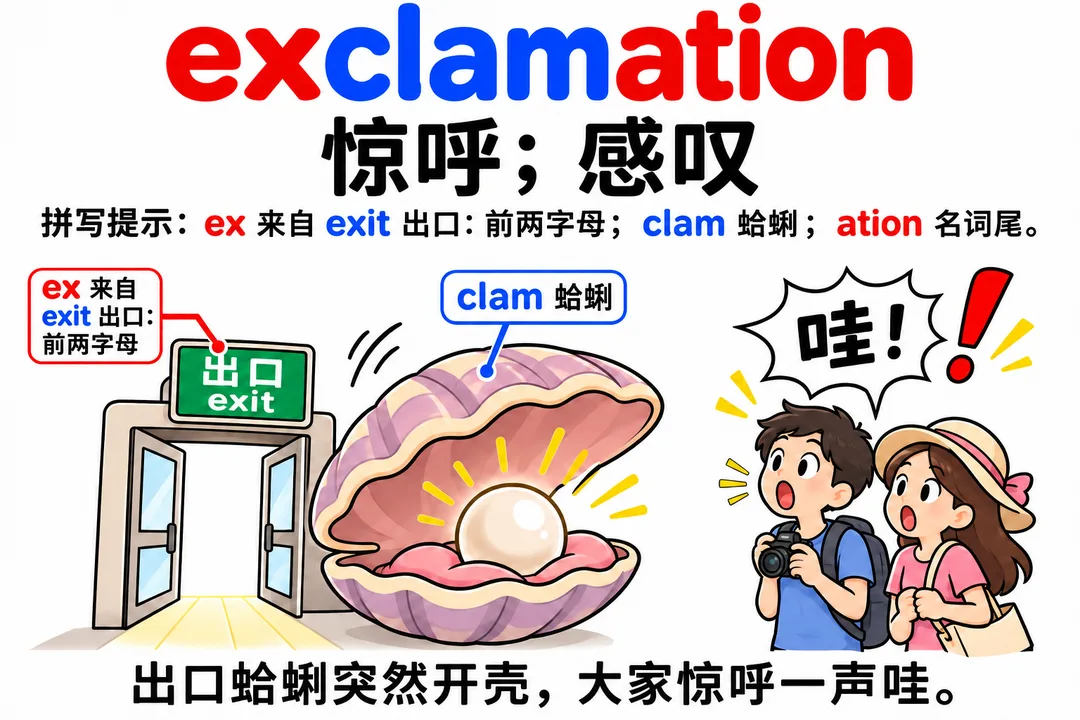 exclamation
惊呼；感叹
拼写提示：ex 来自 exit 出口：前两字母；clam 蛤蜊；ation 名词尾。
ex 来自
exit 出口：
前两字母
出口
exit
clam 蛤蜊
哇！
出口蛤蜊突然开壳，大家惊呼一声哇。